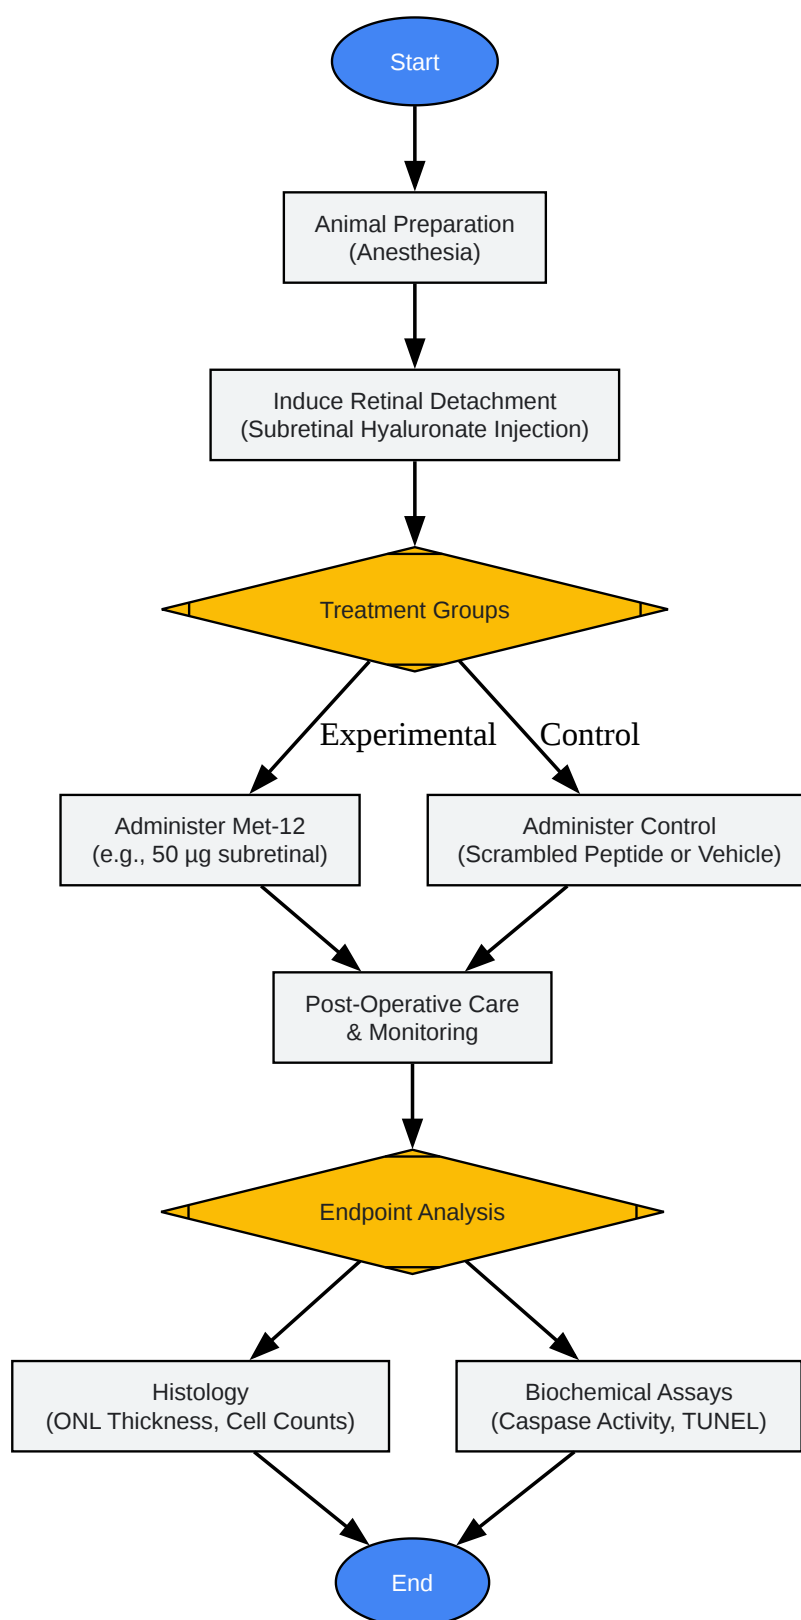 Start
Animal Preparation
(Anesthesia)
Induce Retinal Detachment
(Subretinal Hyaluronate Injection)
Treatment Groups
Experimental
Control
Administer Met-12
(e.g., 50 µg subretinal)
Administer Control
(Scrambled Peptide or Vehicle)
Post-Operative Care
& Monitoring
Endpoint Analysis
Histology
(ONL Thickness, Cell Counts)
Biochemical Assays
(Caspase Activity, TUNEL)
End